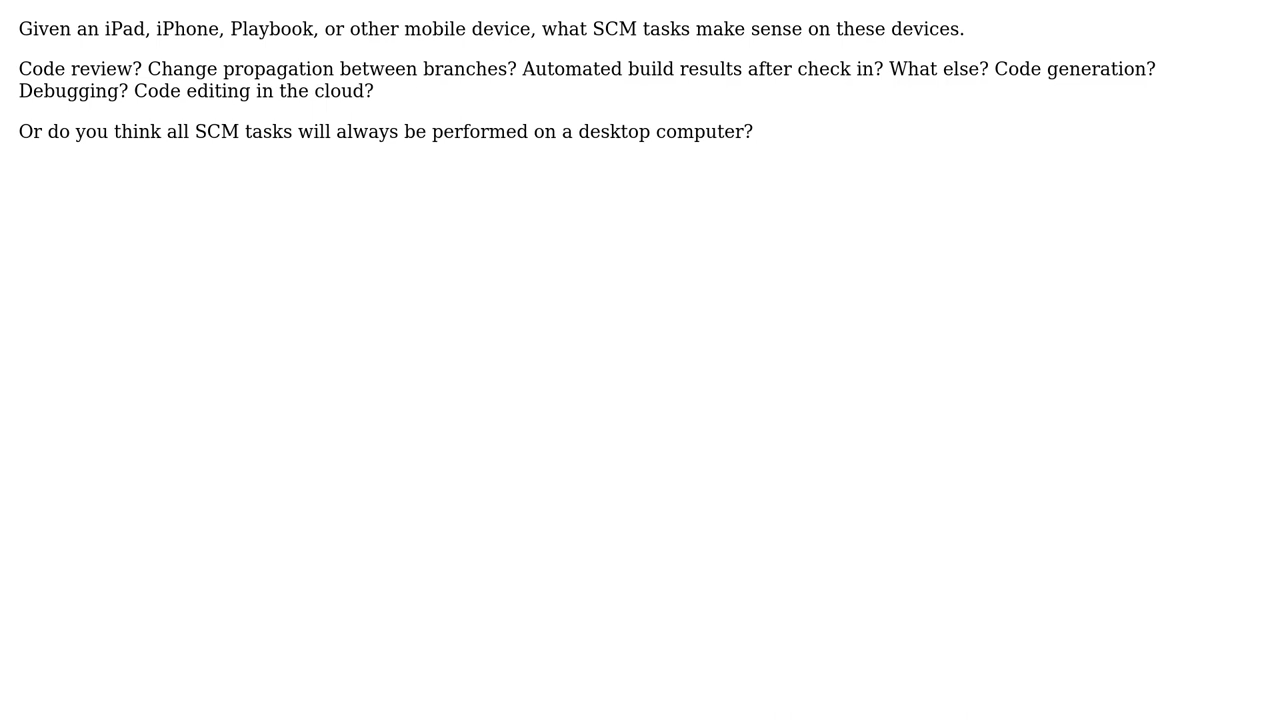 Given an iPad, iPhone, Playbook, or other mobile device, what SCM tasks make sense on these devices.
Code review? Change propagation between branches? Automated build results after check in? What else? Code generation?
Debugging? Code editing in the cloud?
Or do you think all SCM tasks will always be performed on a desktop computer?